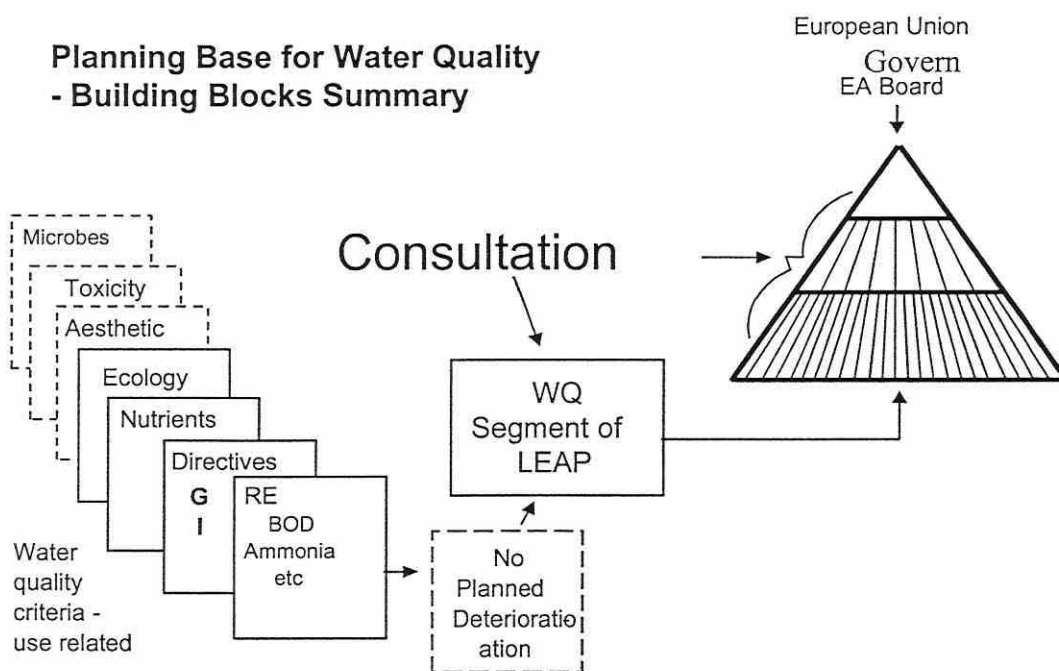 Planning Base for Water Quality
- Building Blocks Summary
European Union
Govern
EA Board
Consultation
Microbes
Toxicity
Aesthetic
Ecology
Nutrients
Directives
G
I
RE
BOD
Ammonia
etc
Water
quality
criteria -
use related
No
Planned
Deterioratio
ation
WQ
Segment of
LEAP